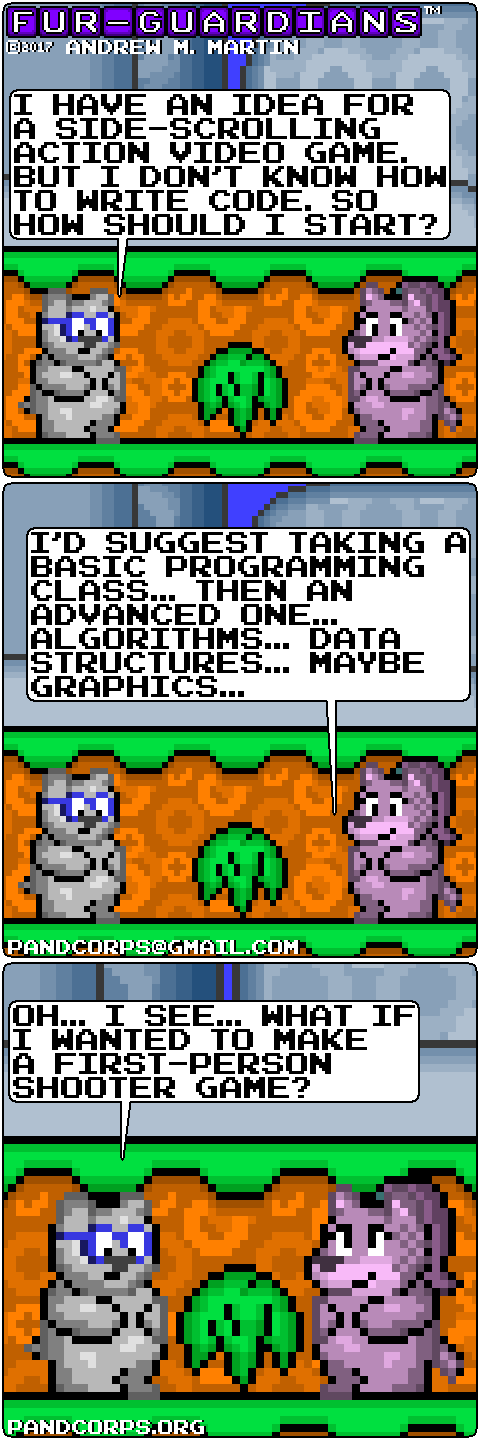 FUR-GUARDIANS™
©2017 ANDREW M. MARTIN
I HAVE AN IDEA FOR
A SIDE-SCROLLING
ACTION VIDEO GAME.
BUT I DON'T KNOW HOW
TO WRITE CODE. SO
HOW SHOULD I START?
I'D SUGGEST TAKING A
BASIC PROGRAMMING
CLASS... THEN AN
ADVANCED ONE...
ALGORITHMS... DATA
STRUCTURES... MAYBE
GRAPHICS...
PANDCORPS@GMAIL.COM
OH... I SEE... WHAT IF
I WANTED TO MAKE
A FIRST-PERSON
SHOOTER GAME?
PANDCORPS.ORG